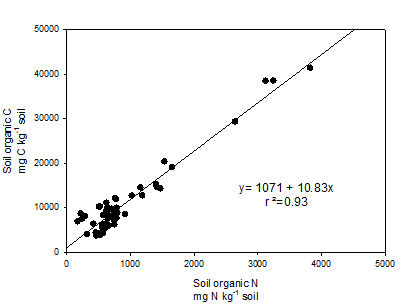 50000
40000
30000
20000
10000
0
Soil organic C
mg C kg⁻¹ soil
y= 1071 + 10.83x
r ²=0.93
0 1000 2000 3000 4000 5000
Soil organic N
mg N kg⁻¹ soil